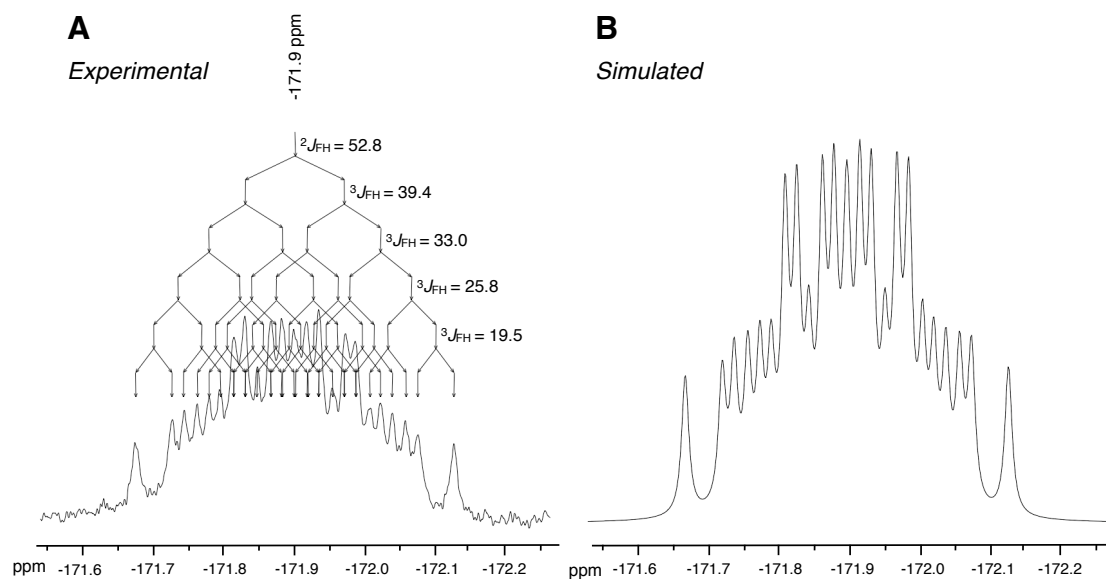 A
Experimental
-171.9 ppm
²JFH = 52.8
³JFH = 39.4
³JFH = 33.0
³JFH = 25.8
³JFH = 19.5
ppm -171.6 -171.7 -171.8 -171.9 -172.0 -172.1 -172.2
B
Simulated
ppm -171.6 -171.7 -171.8 -171.9 -172.0 -172.1 -172.2